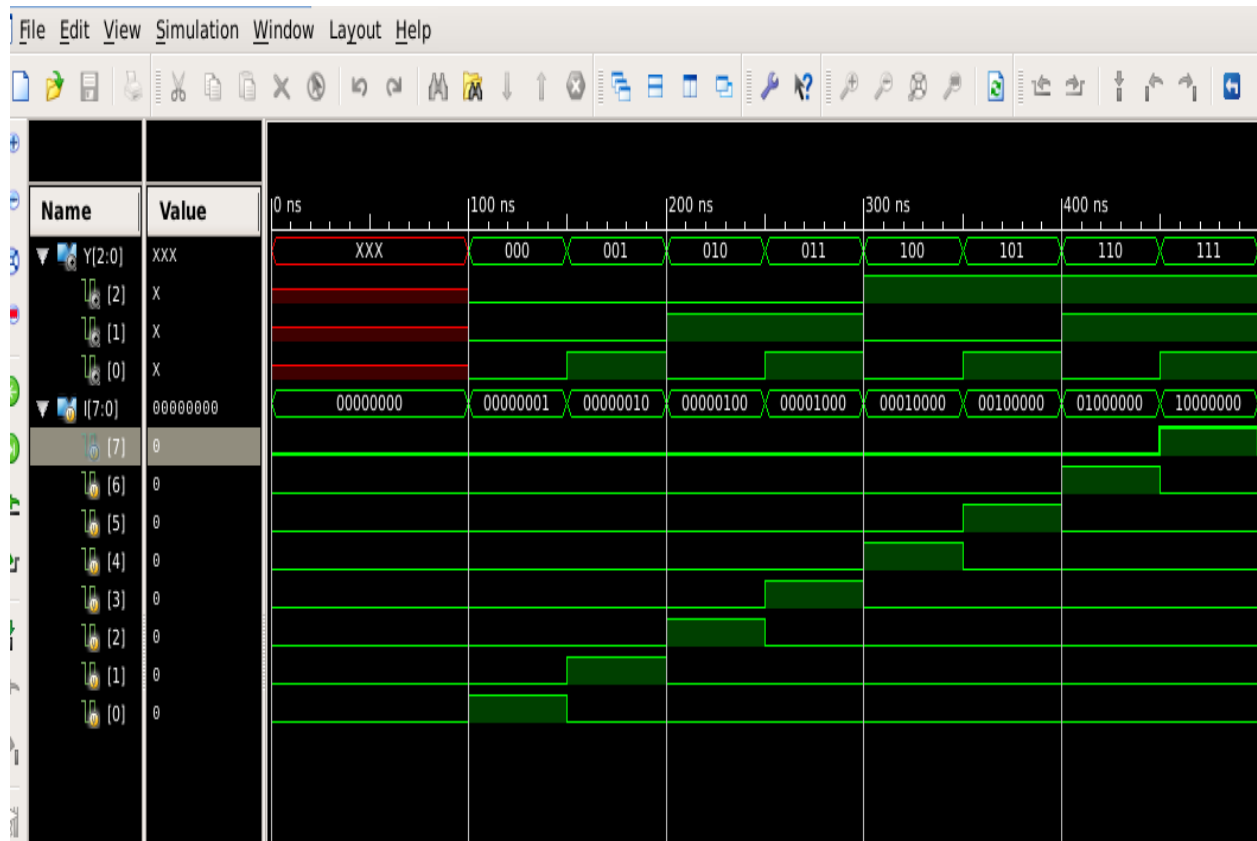 File Edit View Simulation Window Layout Help
Name Value 0 ns 100 ns 200 ns 300 ns 400 ns
Y[2:0] XXX XXX 000 001 010 011 100 101 110 111
[2] X
[1] X
[0] X
I[7:0] 00000000 00000000 00000001 00000010 00000100 00001000 00010000 00100000 01000000 10000000
[7] 0
[6] 0
[5] 0
[4] 0
[3] 0
[2] 0
[1] 0
[0] 0